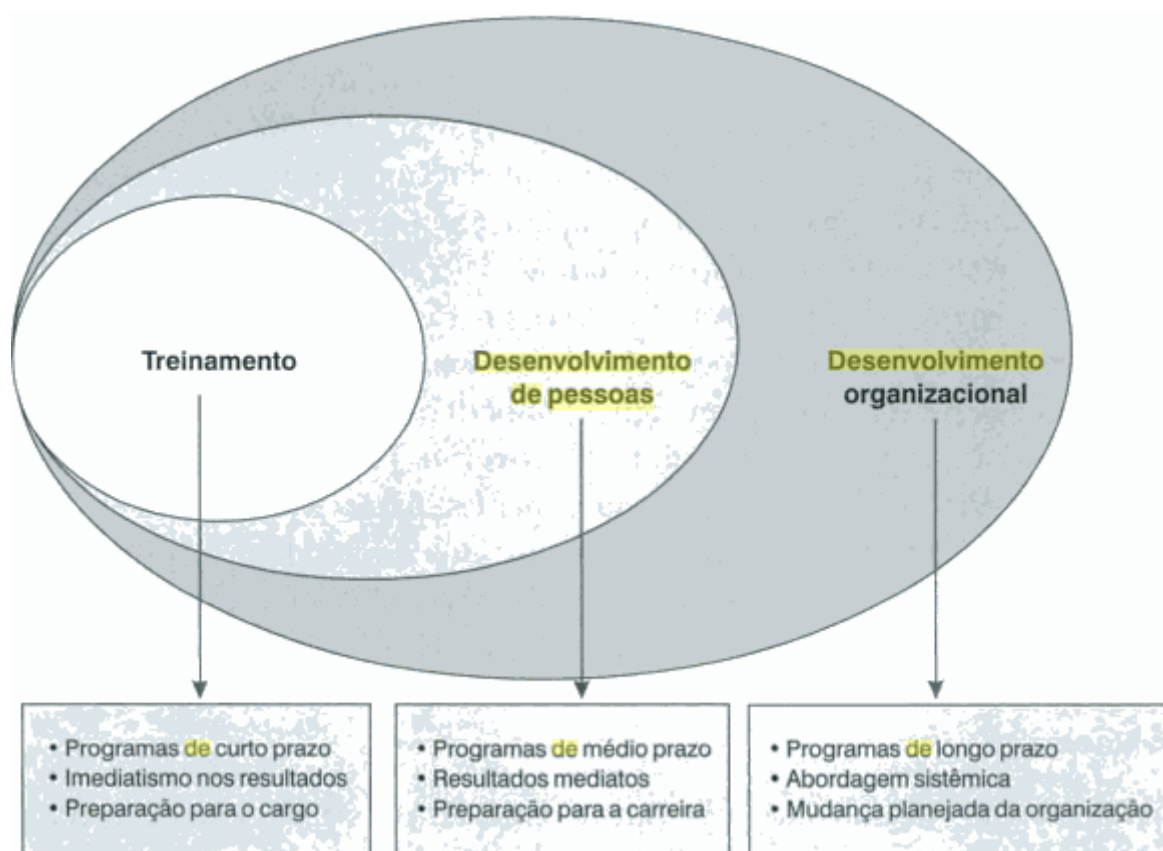 Treinamento
Desenvolvimento
de pessoas
Desenvolvimento
organizacional
• Programas de curto prazo
• Imediatismo nos resultados
• Preparação para o cargo
• Programas de médio prazo
• Resultados mediatos
• Preparação para a carreira
• Programas de longo prazo
• Abordagem sistêmica
• Mudança planejada da organização